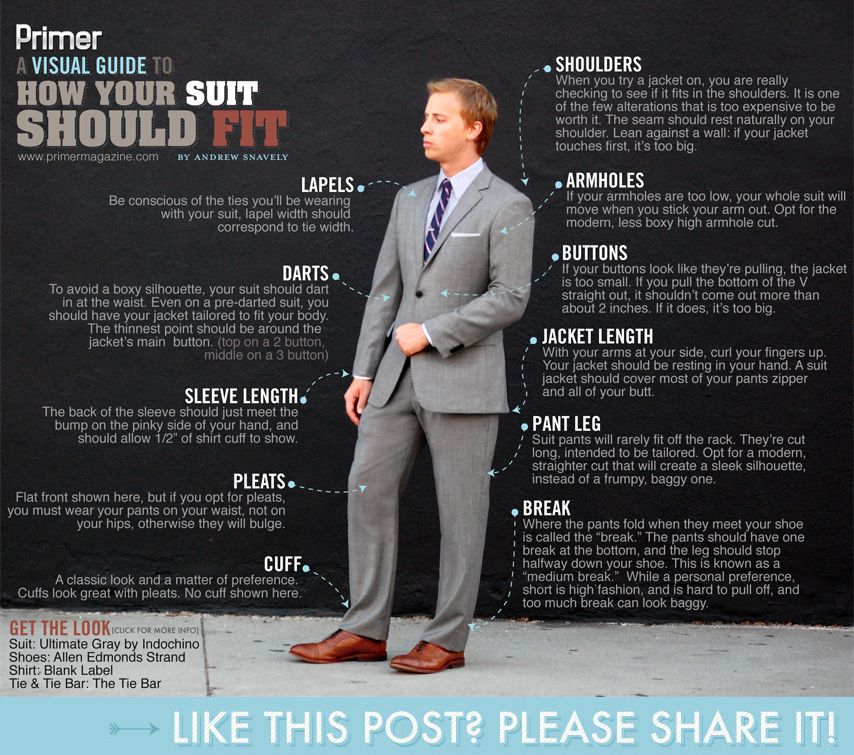 Primer
A VISUAL GUIDE TO
HOW YOUR SUIT
SHOULD FIT
www.primermagazine.com BY ANDREW SNAVELY
LAPELS
Be conscious of the ties you'll be wearing
with your suit, lapel width should
correspond to tie width.
DARTS
To avoid a boxy silhouette, your suit should dart
in at the waist. Even on a pre-darted suit, you
should have your jacket tailored to fit your body.
The thinnest point should be around the
jacket's main button. (top on a 2 button,
middle on a 3 button)
SLEEVE LENGTH
The back of the sleeve should just meet the
bump on the pinky side of your hand, and
should allow 1/2" of shirt cuff to show.
PLEATS
Flat front shown here, but if you opt for pleats,
you must wear your pants on your waist, not on
your hips, otherwise they will bulge.
CUFF
A classic look and a matter of preference.
Cuffs look great with pleats. No cuff shown here.
SHOULDERS
When you try a jacket on, you are really
checking to see if it fits in the shoulders. It is one
of the few alterations that is too expensive to be
worth it. The seam should rest naturally on your
shoulder. Lean against a wall: if your jacket
touches first, it's too big.
ARMHOLES
If your armholes are too low, your whole suit will
move when you stick your arm out. Opt for the
modern, less boxy high armhole cut.
BUTTONS
If your buttons look like they're pulling, the jacket
is too small. If you pull the bottom of the V
straight out, it shouldn't come out more than
about 2 inches. If it does, it's too big.
JACKET LENGTH
With your arms at your side, curl your fingers up.
Your jacket should be resting in your hand. A suit
jacket should cover most of your pants zipper
and all of your butt.
PANT LEG
Suit pants will rarely fit off the rack. They're cut
long, intended to be tailored. Opt for a modern,
straighter cut that will create a sleek silhouette,
instead of a frumpy, baggy one.
BREAK
Where the pants fold when they meet your shoe
is called the "break." The pants should have one
break at the bottom, and the leg should stop
halfway down your shoe. This is known as a
"medium break." While a personal preference,
short is high fashion, and is hard to pull off, and
too much break can look baggy.
GET THE LOOK (CLICK FOR MORE INFO)
Suit: Ultimate Gray by Indochino
Shoes: Allen Edmonds Strand
Shirt: Blank Label
Tie & Tie Bar: The Tie Bar
LIKE THIS POST? PLEASE SHARE IT!